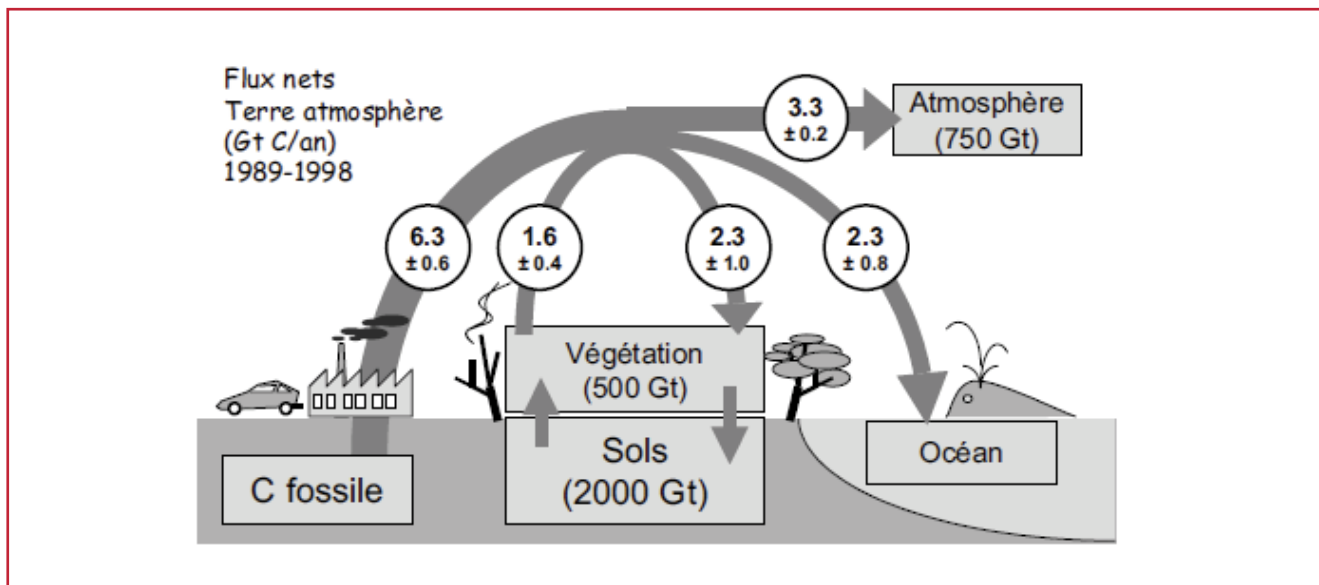 Flux nets
Terre atmosphère
(Gt C/an)
1989-1998
3.3
± 0.2
Atmosphère
(750 Gt)
6.3
± 0.6
1.6
± 0.4
2.3
± 1.0
2.3
± 0.8
Végétation
(500 Gt)
Sols
(2000 Gt)
C fossile
Océan